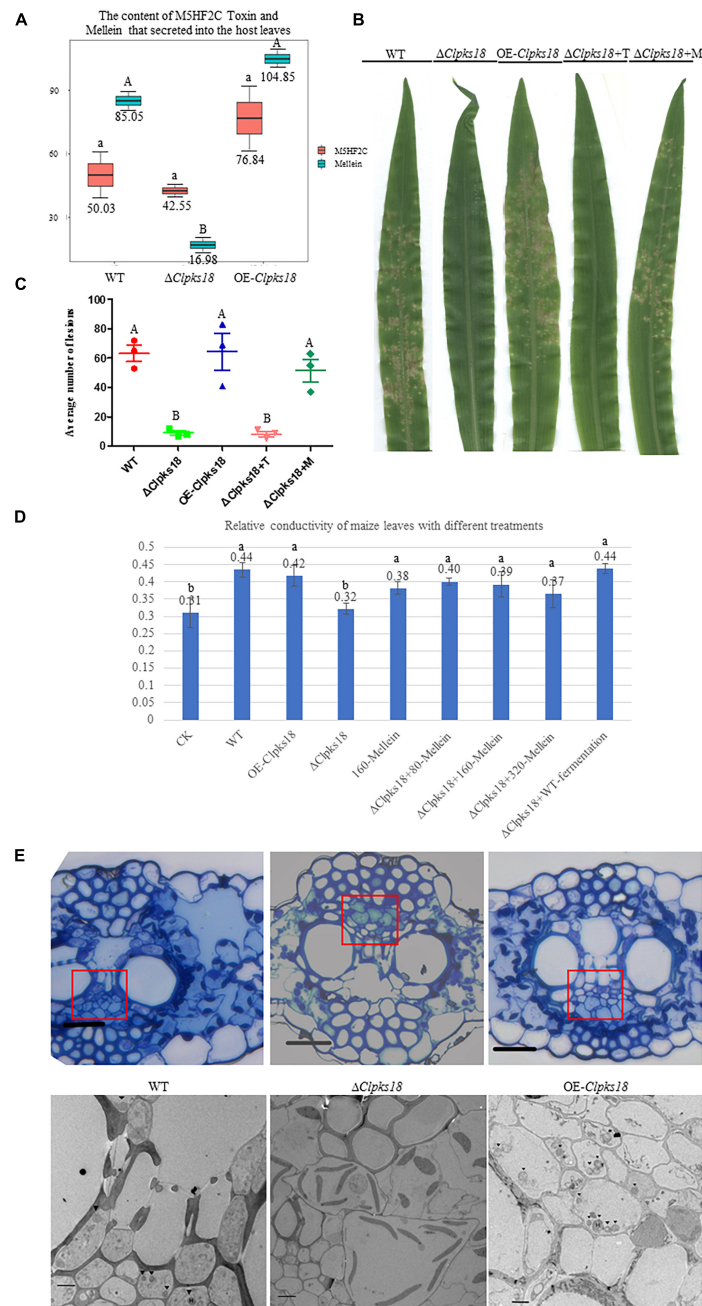 A
The content of M5HF2C Toxin and
Mellein that secreted into the host leaves
90
60
30
A
85.05
a
50.03
a
42.55
B
16.98
A
104.85
a
76.84
M5HF2C
Mellein
WT
ΔClpks18
OE-Clpks18
B
WT
ΔClpks18
OE-Clpks18
ΔClpks18+T
ΔClpks18+M
C
Average number of lesions
100
80
60
40
20
0
A
B
A
B
A
WT
ΔClpks18
OE-Clpks18
ΔClpks18+T
ΔClpks18+M
D
Relative conductivity of maize leaves with different treatments
0.5
0.45
0.4
0.35
0.3
0.25
0.2
0.15
0.1
0.05
0
b
0.31
a
0.44
a
0.42
b
0.32
a
0.38
a
0.40
a
0.39
a
0.37
a
0.44
CK
WT
OE-Clpks18
ΔClpks18
160-Mellein
ΔClpks18+80-Mellein
ΔClpks18+160-Mellein
ΔClpks18+320-Mellein
ΔClpks18+WT-fermentation
E
WT
ΔClpks18
OE-Clpks18